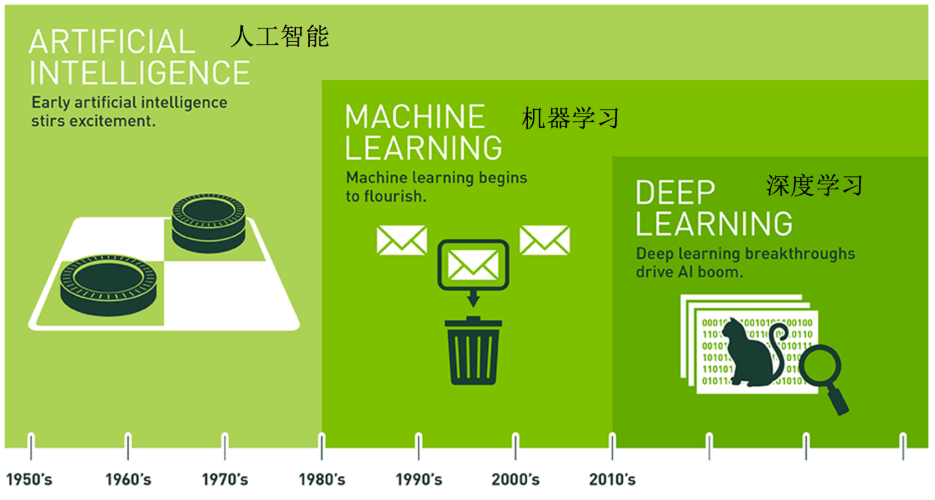 ARTIFICIAL
INTELLIGENCE
人工智能
Early artificial intelligence
stirs excitement.
MACHINE
LEARNING
机器学习
Machine learning begins
to flourish.
DEEP
LEARNING
深度学习
Deep learning breakthroughs
drive AI boom.
1950's
1960's
1970's
1980's
1990's
2000's
2010's